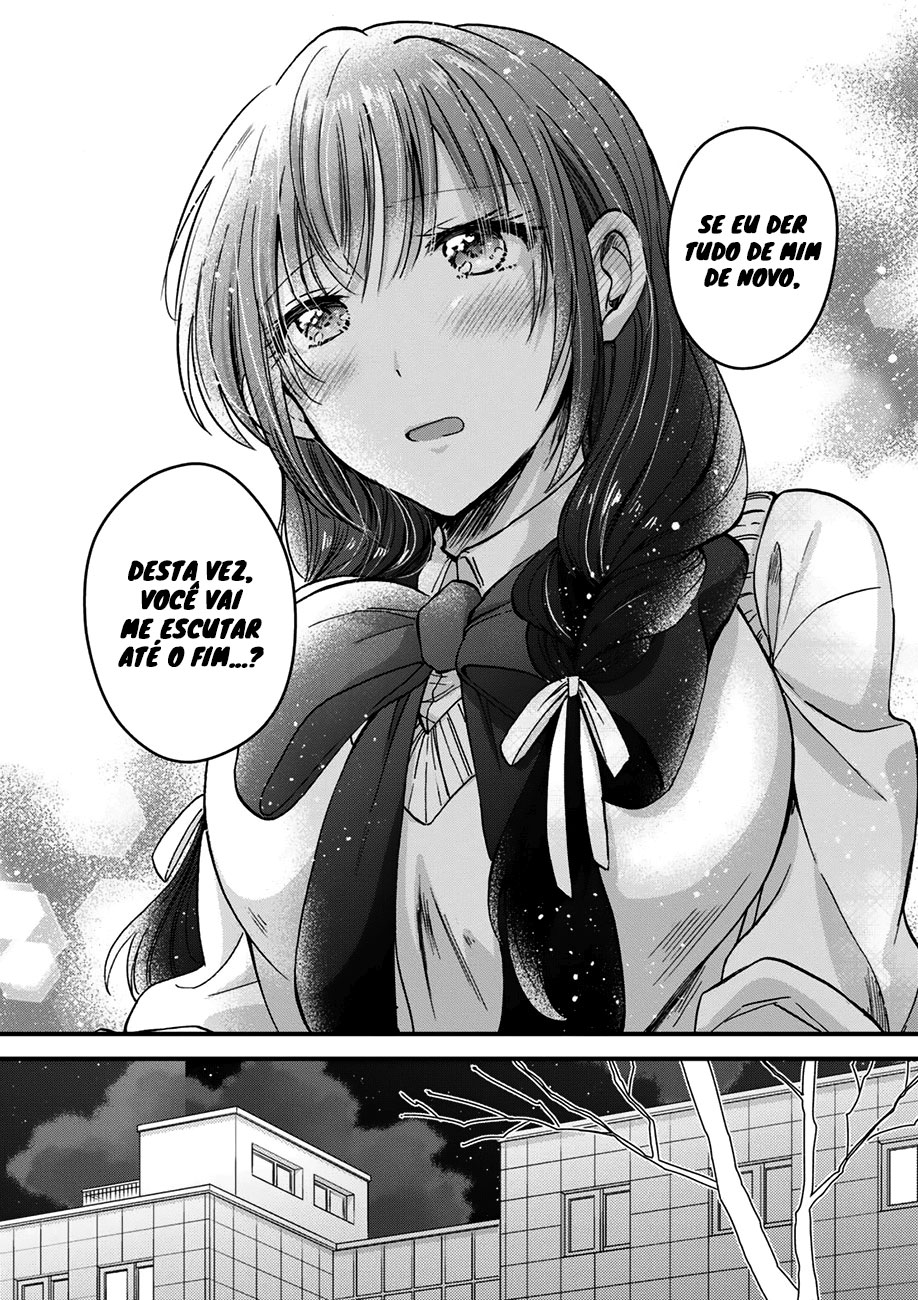 SE EU DER
TUDO DE MIM
DE NOVO,
DESTA VEZ,
VOCÊ VAI
ME ESCUTAR
ATÉ O FIM...?